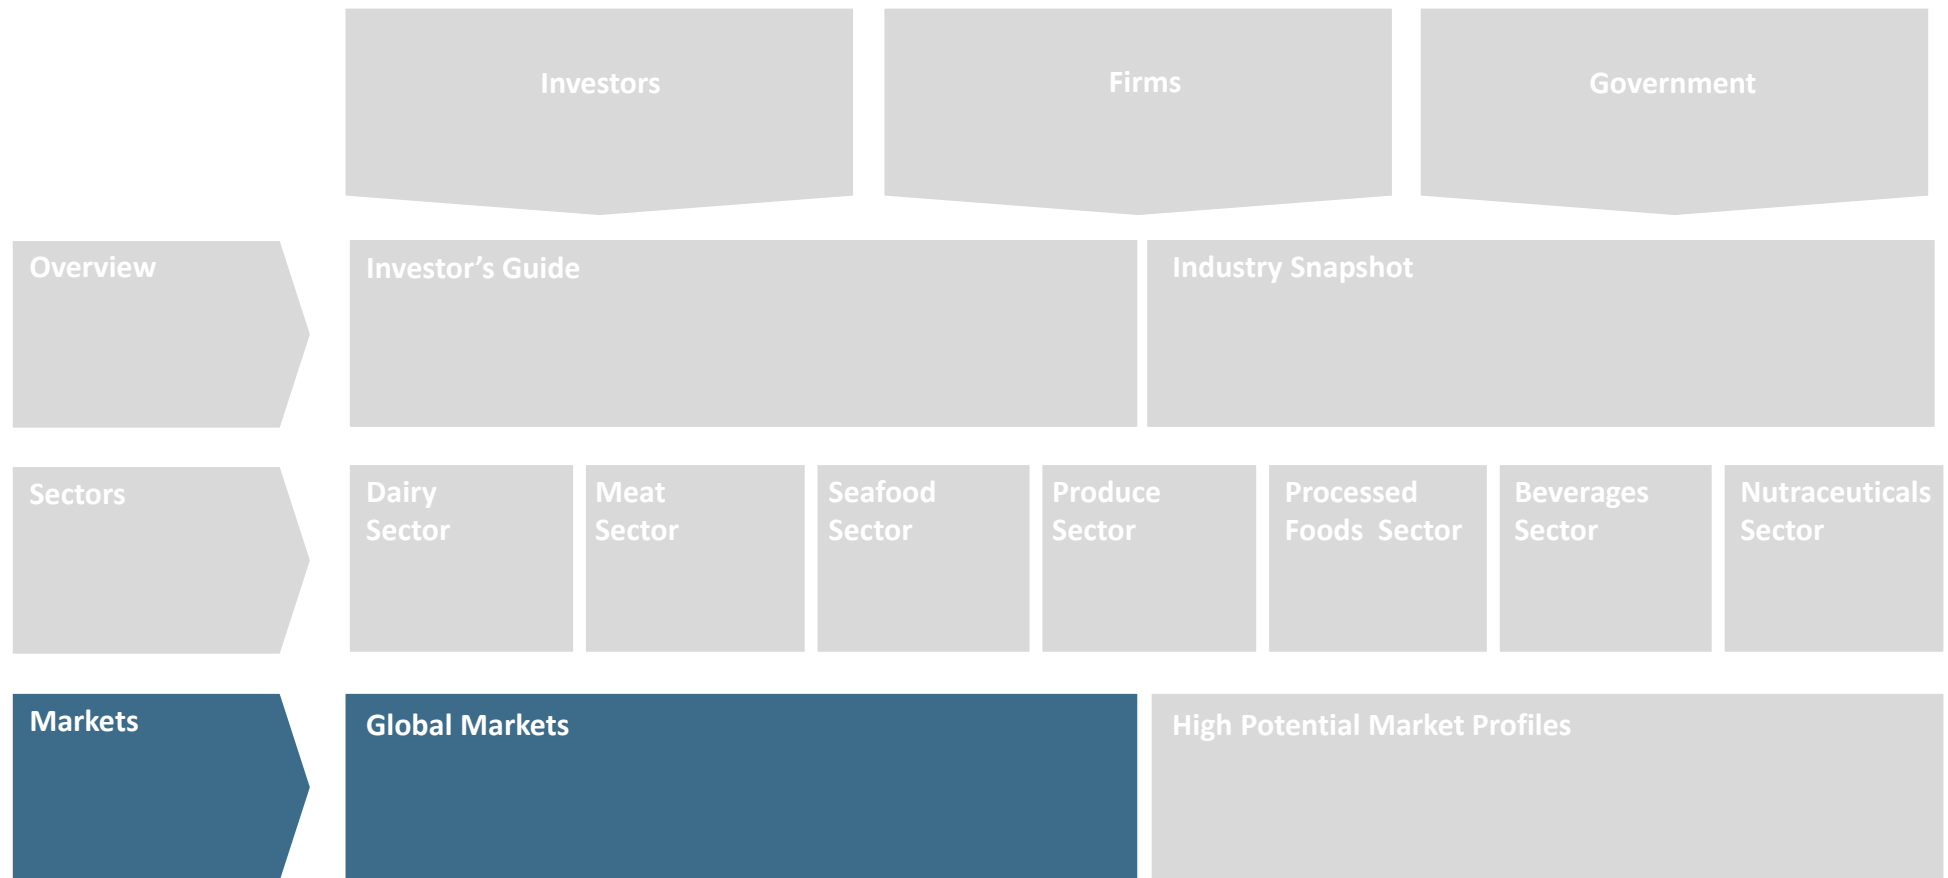 Investors
Firms
Government
Overview
Investor’s Guide
Industry Snapshot
Sectors
Dairy
Sector
Meat
Sector
Seafood
Sector
Produce
Sector
Processed
Foods  Sector
Beverages
Sector
Nutraceuticals
Sector
Markets
Global Markets
High Potential Market Profiles